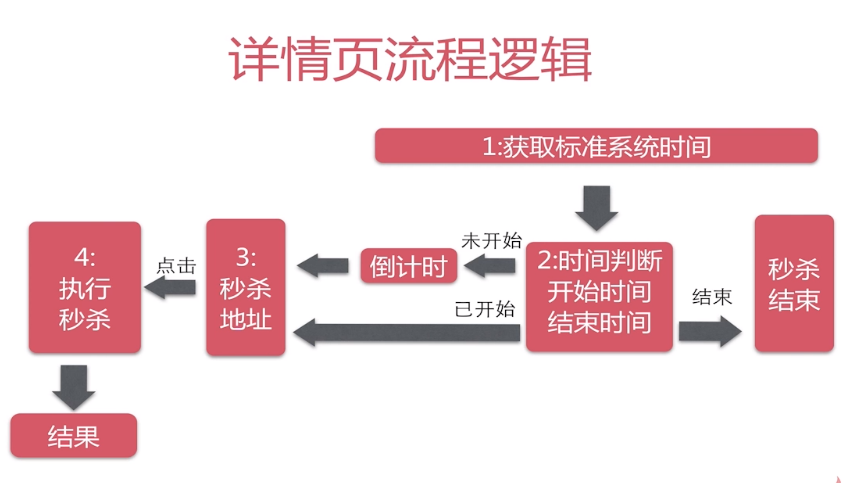 详情页流程逻辑
1:获取标准系统时间
未开始
2:时间判断
开始时间
结束时间
倒计时
已开始
结束
秒杀
结束
3:
秒杀
地址
点击
4:
执行
秒杀
结果